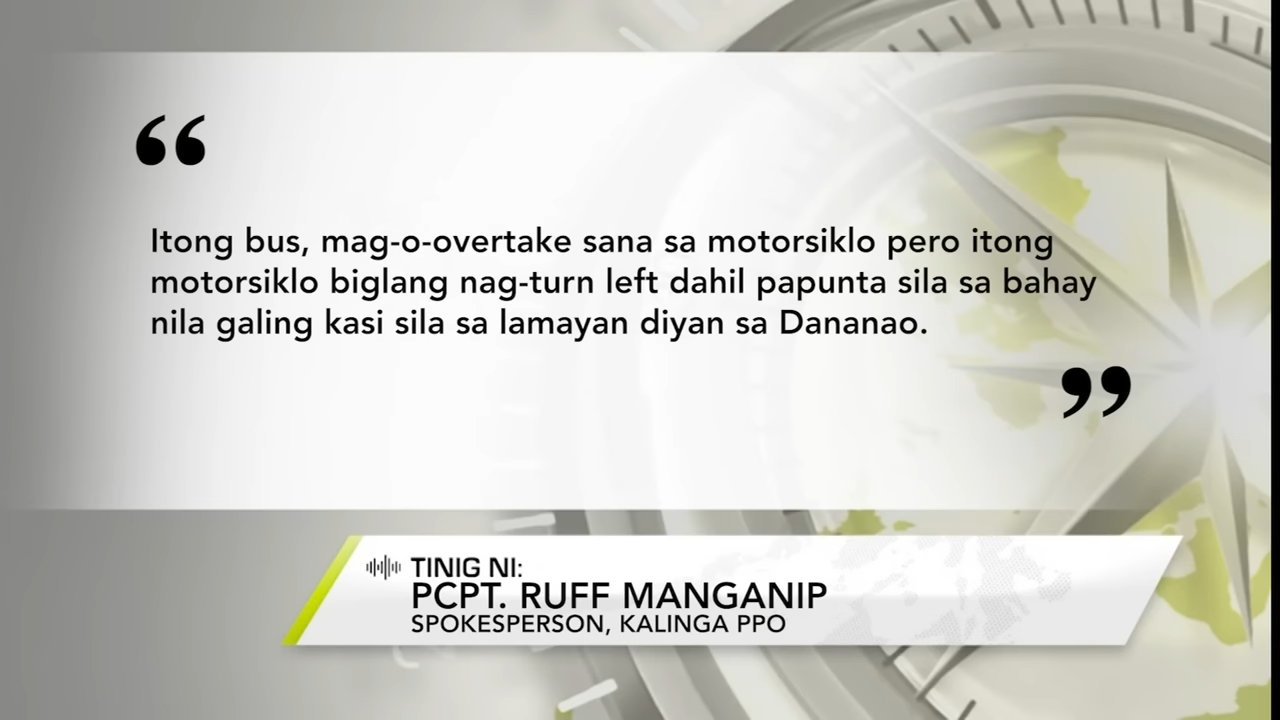 “
Itong bus, mag-o-overtake sana sa motorsiklo pero itong
motorsiklo biglang nag-turn left dahil papunta sila sa bahay
nila galing kasi sila sa lamayan diyan sa Dananao.
”
TINIG NI:
PCPT. RUFF MANGANIP
SPOKESPERSON, KALINGA PPO